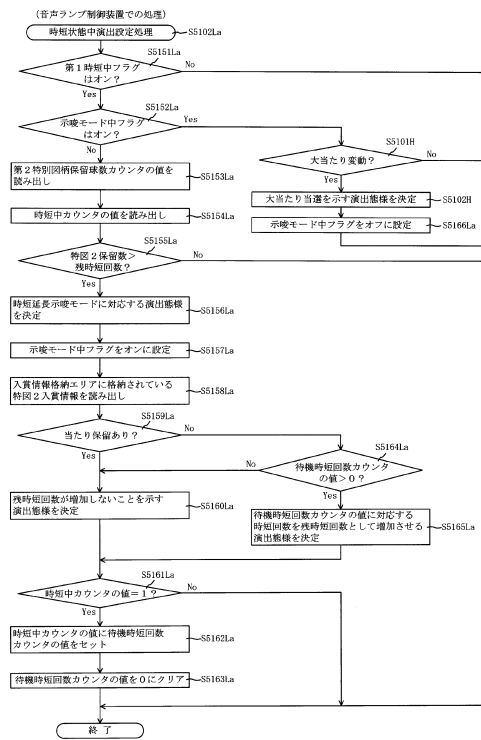 (音声ランプ制御装置での処理)
時短状態中演出設定処理
S5102La
S5151La
第1時短中フラグ
はオン?
No
Yes
S5152La
示唆モード中フラグ
はオン?
Yes
No
S5101H
大当たり変動?
No
Yes
第2特別図柄保留球数カウンタの値を
読み出し
S5153La
大当たり当選を示す演出態様を決定
S5102H
時短中カウンタの値を読み出し
S5154La
示唆モード中フラグをオフに設定
S5166La
S5155La
特図2保留数>
残時短回数?
No
Yes
時短延長示唆モードに対応する演出態様
を決定
S5156La
示唆モード中フラグをオンに設定
S5157La
入賞情報格納エリアに格納されている
特図2入賞情報を読み出し
S5158La
S5159La
当たり保留あり?
No
Yes
S5164La
待機時短回数カウンタ
の値>0?
No
Yes
残時短回数が増加しないことを示す
演出態様を決定
S5160La
待機時短回数カウンタの値に対応する
時短回数を残時短回数として増加させる
演出態様を決定
S5165La
S5161La
時短中カウンタの値=1?
No
Yes
時短中カウンタの値に待機時短回数
カウンタの値をセット
S5162La
待機時短回数カウンタの値を0にクリア
S5163La
終了